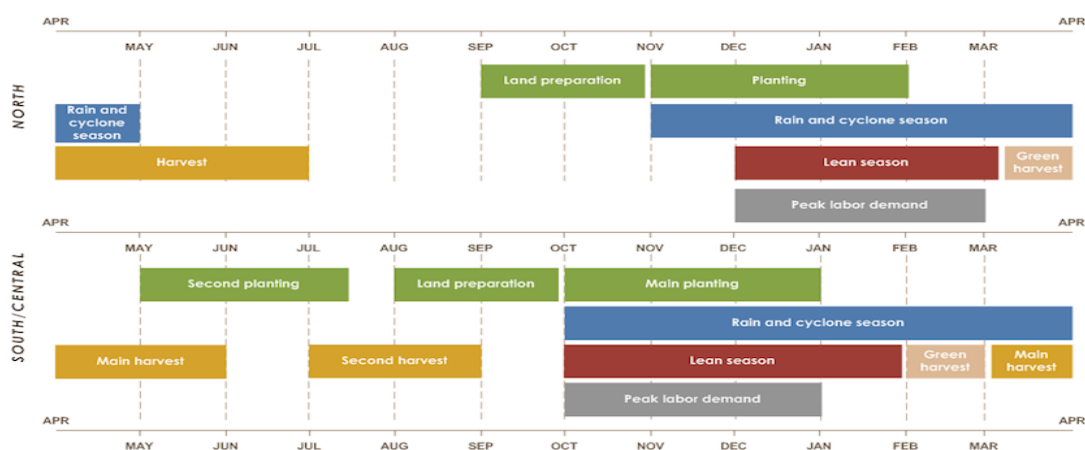 APR APR
MAY JUN JUL AUG SEP OCT NOV DEC JAN FEB MAR
NORTH
Land preparation Planting
Rain and
cyclone
season
Rain and cyclone season
Harvest Lean season
Green
harvest
Peak labor demand
APR APR
MAY JUN JUL AUG SEP OCT NOV DEC JAN FEB MAR
SOUTH/CENTRAL
Second planting Land preparation Main planting
Rain and cyclone season
Main harvest Second harvest Lean season
Green
harvest
Main
harvest
Peak labor demand
APR APR
MAY JUN JUL AUG SEP OCT NOV DEC JAN FEB MAR